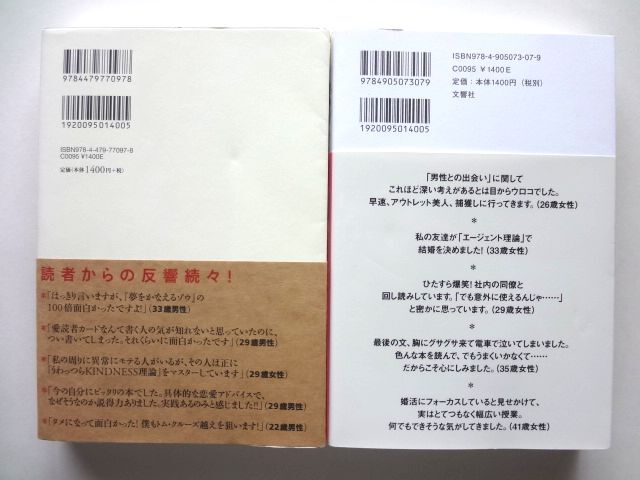 9784479770978
1920095014005
ISBN978-4-479-77097-8
C0095 ¥1400E
定価(本体1400円+税)
読者からの反響続々!
「はっきり言いますが、「夢をかなえるゾウ」の
100倍面白かったですよ!」(33歳男性)
「愛読者カードなんて書く人の気が知れないと思っていたのに、
つい書いてしまった。それくらいに面白かったです」(29歳男性)
「私の周りに異常にモテる人がいるが、その人は正に
「うわっつらKINDNESS理論」をマスターしています」(29歳女性)
「今の自分にピッタリの本でした。具体的な恋愛アドバイスで、
なぜそうなのか説得力ありました。実践あるのみと感じました!!」(29歳男性)
「タメになって面白かった! 僕もトム・クルーズ越えを狙います!」(22歳男性)
ISBN978-4-905073-07-9
C0095 ¥1400E
定価:本体1400円(税別)
文響社
9784905073079
1920095014005
「男性との出会い」に関して
これほど深い考えがあるとは目からウロコでした。
早速、アウトレット美人、捕獲しに行ってきます。(26歳女性)
*
私の友達が「エージェント理論」で
結婚を決めました!(33歳女性)
*
ひたすら爆笑!社内の同僚と
回し読みしています。「でも意外に使えるんじゃ……」
と密かに思っています。(29歳女性)
*
最後の文、胸にグサグサ来て電車で泣いてしまいました。
色んな本を読んで、でもうまくいかなくて……
だからこそ心にしみました。(35歳女性)
*
婚活にフォーカスしていると見せかけて、
実はとてつもなく幅広い授業。
何でもできそうな気がしてきました。(41歳女性)